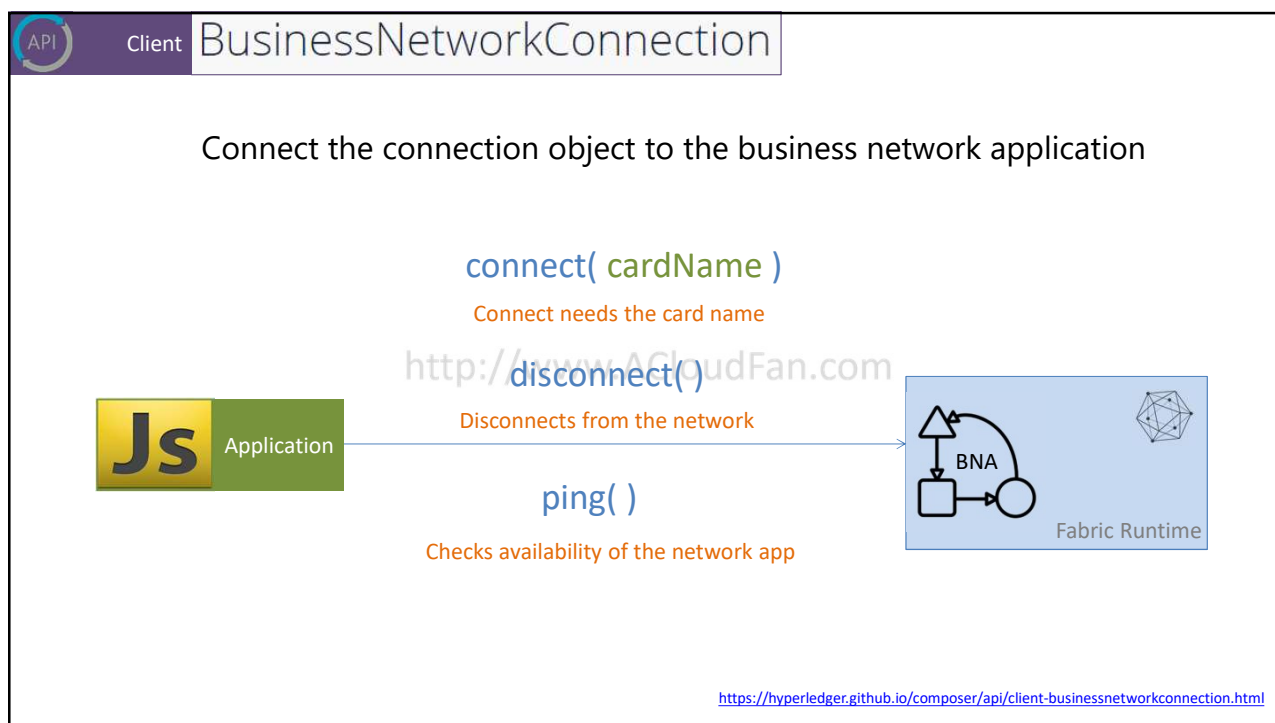 API
Client BusinessNetworkConnection
Connect the connection object to the business network application
connect( cardName )
Connect needs the card name
http://www.ACloudFan.com
disconnect( )
Disconnects from the network
Js Application
BNA
Fabric Runtime
ping( )
Checks availability of the network app
https://hyperledger.github.io/composer/api/client-businessnetworkconnection.html